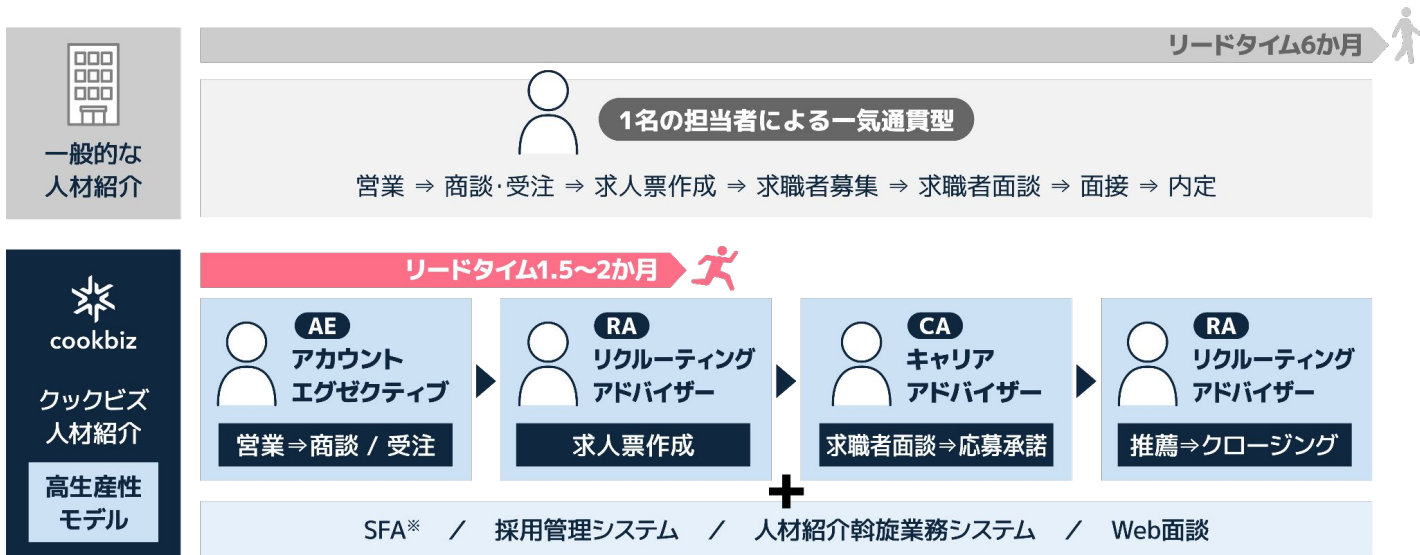 リードタイム6か月
一般的な
人材紹介
1名の担当者による一気通貫型
営業 ⇒ 商談·受注 ⇒ 求人票作成 ⇒ 求職者募集 ⇒ 求職者面談 ⇒ 面接 ⇒ 内定
リードタイム1.5～2か月
cookbiz
クックビズ
人材紹介
高生産性
モデル
AE
アカウント
エグゼクティブ
営業⇒商談 / 受注
RA
リクルーティング
アドバイザー
求人票作成
CA
キャリア
アドバイザー
求職者面談⇒応募承諾
RA
リクルーティング
アドバイザー
推薦⇒クロージング
+
SFA※ / 採用管理システム / 人材紹介斡旋業務システム / Web面談